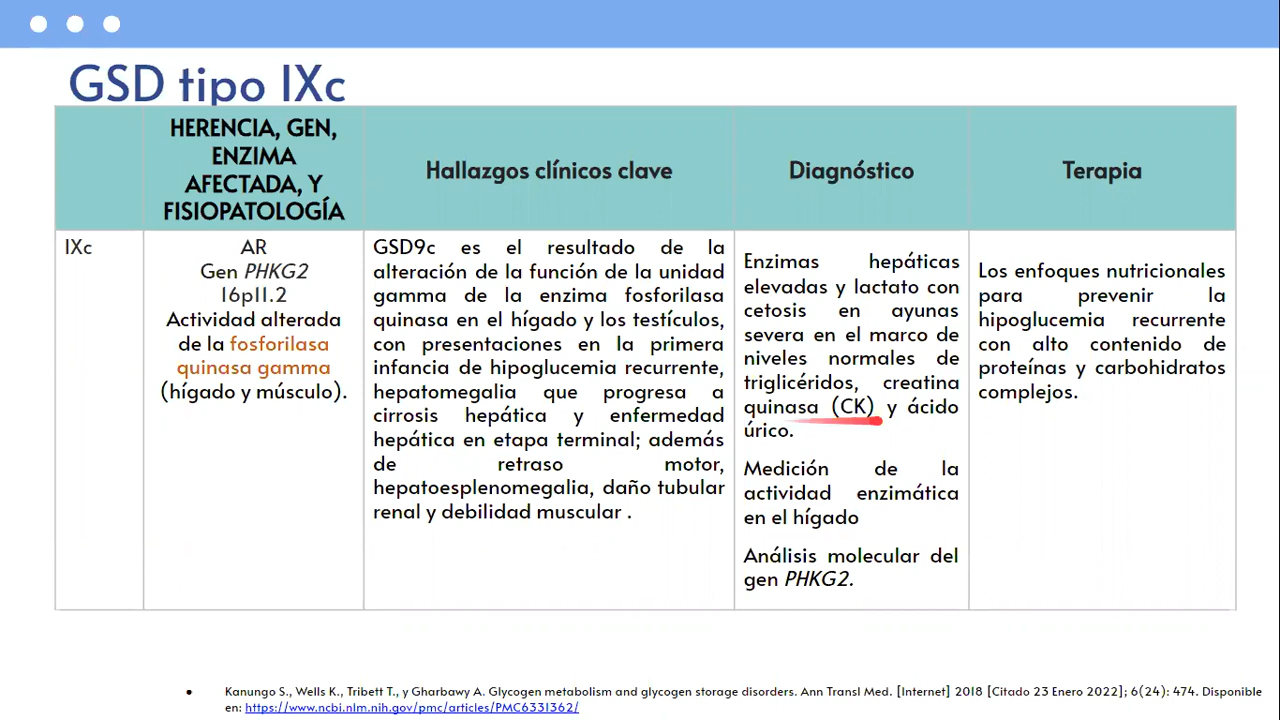 GSD tipo IXc
HERENCIA, GEN,
ENZIMA
AFECTADA, Y
FISIOPATOLOGÍA
Hallazgos clínicos clave
Diagnóstico
Terapia
IXc
AR
Gen PHKG2
16p11.2
Actividad alterada
de la fosforilasa
quinasa gamma
(hígado y músculo).
GSD9c es el resultado de la
alteración de la función de la unidad
gamma de la enzima fosforilasa
quinasa en el hígado y los testículos,
con presentaciones en la primera
infancia de hipoglucemia recurrente,
hepatomegalia que progresa a
cirrosis hepática y enfermedad
hepática en etapa terminal; además
de retraso motor,
hepatoesplenomegalia, daño tubular
renal y debilidad muscular .
Enzimas hepáticas
elevadas y lactato con
cetosis en ayunas
severa en el marco de
niveles normales de
triglicéridos, creatina
quinasa (CK) y ácido
úrico.
Medición de la
actividad enzimática
en el hígado
Análisis molecular del
gen PHKG2.
Los enfoques nutricionales
para prevenir la
hipoglucemia recurrente
con alto contenido de
proteínas y carbohidratos
complejos.
• Kanungo S., Wells K., Tribett T., y Gharbawy A. Glycogen metabolism and glycogen storage disorders. Ann Transl Med. [Internet] 2018 [Citado 23 Enero 2022]; 6(24): 474. Disponible
en: https://www.ncbi.nlm.nih.gov/pmc/articles/PMC6331362/